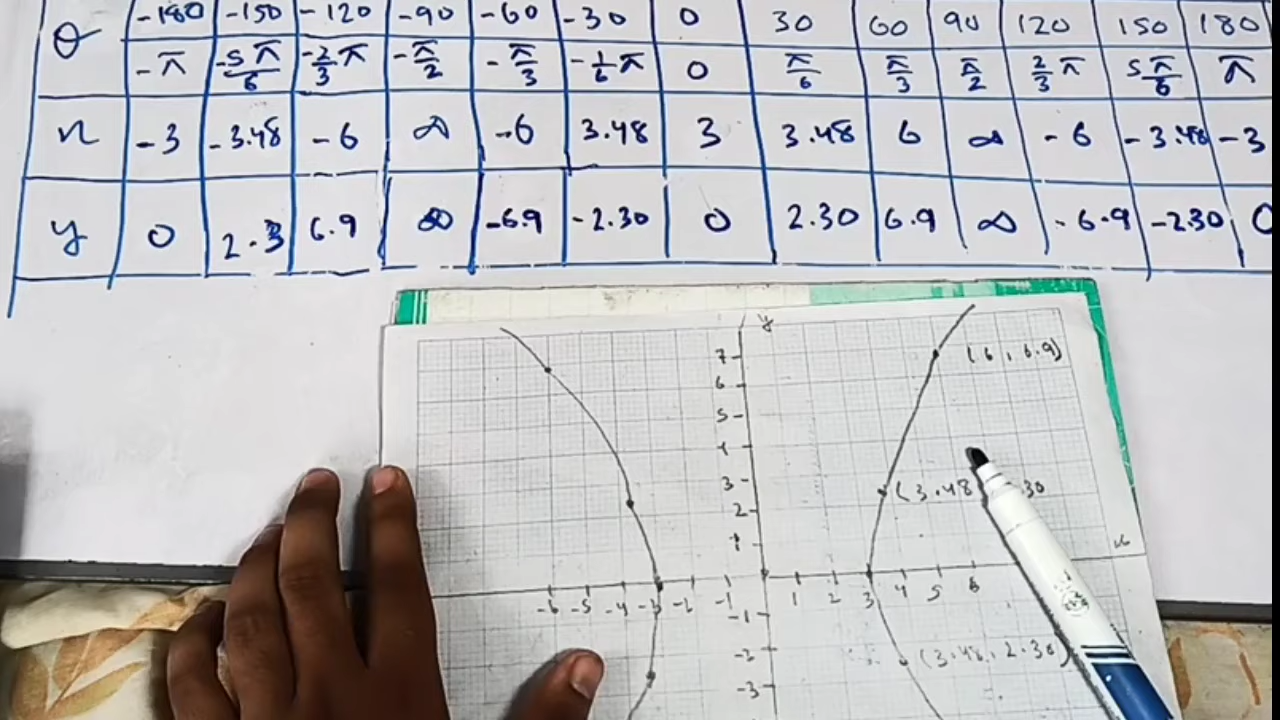 θ -180 -150 -120 -90 -60 -30 0 30 60 90 120 150 180
-π -5π/6 -2/3 π -π/2 -π/3 -1/6 π 0 π/6 π/3 π/2 2/3 π 5π/6 π
x -3 -3.48 -6 ∞ -6 3.48 3 3.48 6 ∞ -6 -3.48 -3
y 0 2.3 6.9 ∞ -6.9 -2.30 0 2.30 6.9 ∞ -6.9 -2.30 0
y
7 (6, 6.9)
6
5
4
3 (3.48 30
2
1
-6 -5 -4 -3 -2 -1 1 2 3 4 5 6
-1
-2 (3.48, 2.30)
-3